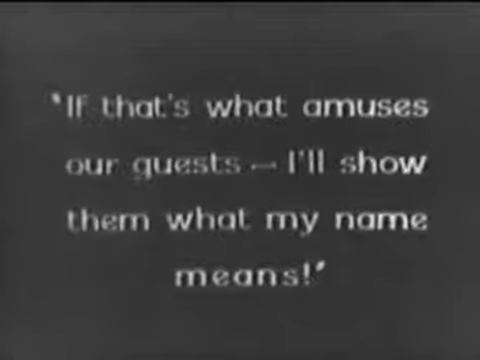 'If that's what amuses
our guests — I'll show
them what my name
means!'